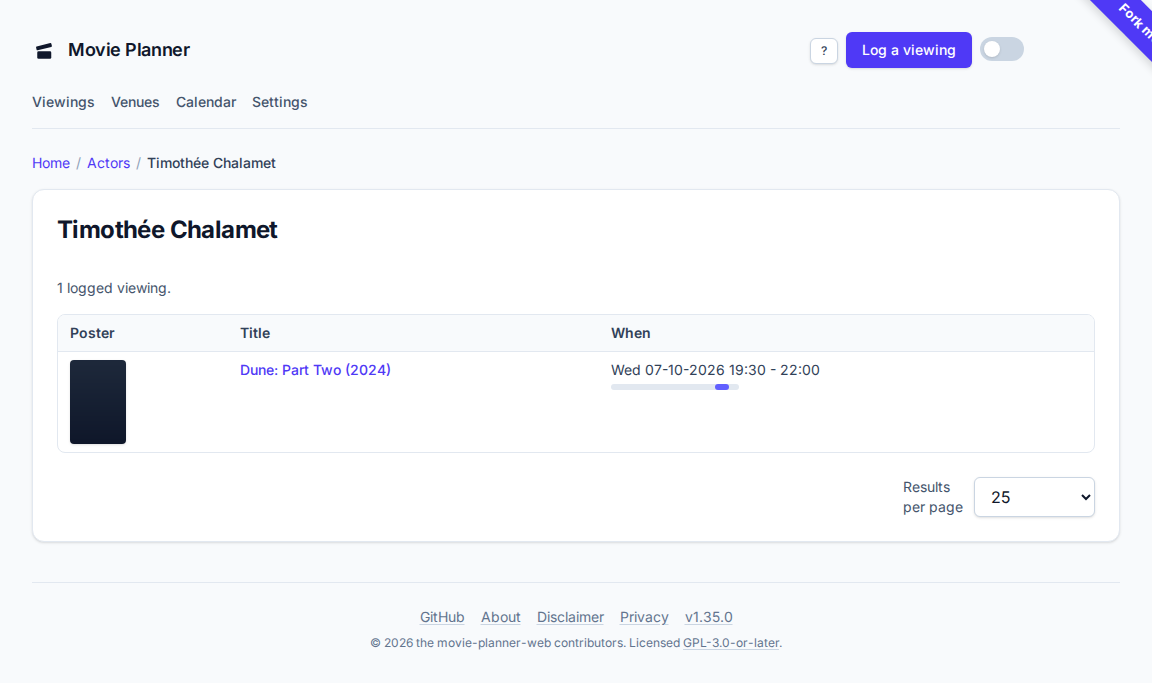 Movie Planner
?
Log a viewing
Fork m
Viewings Venues Calendar Settings
Home / Actors / Timothée Chalamet
Timothée Chalamet
1 logged viewing.
Poster Title When
Dune: Part Two (2024) Wed 07-10-2026 19:30 - 22:00
Results
per page
25
GitHub About Disclaimer Privacy v1.35.0
© 2026 the movie-planner-web contributors. Licensed GPL-3.0-or-later.